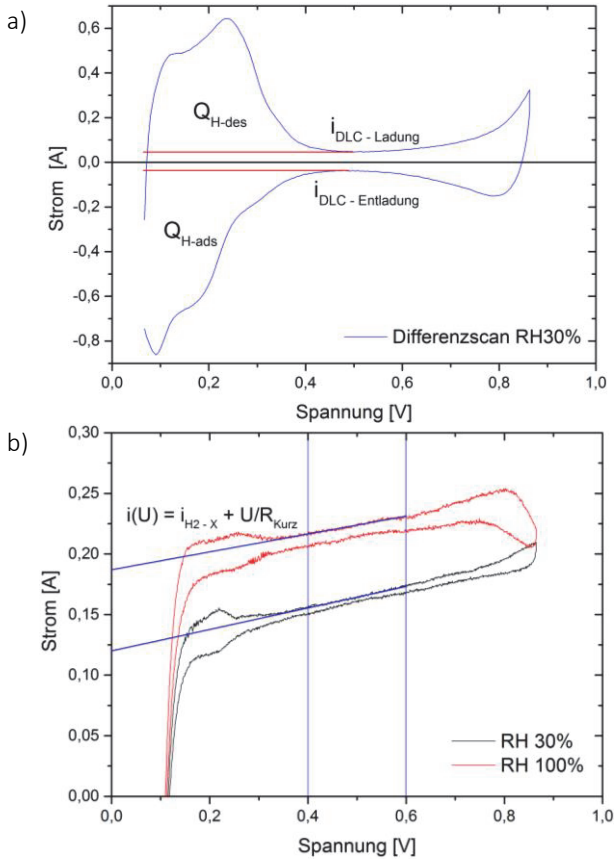 a)
0,6
0,4
0,2
0,0
-0,2
-0,4
-0,6
-0,8
Strom [A]
Q H-des
i DLC - Ladung
i DLC - Entladung
Q H-ads
Differenzscan RH30%
0,0 0,2 0,4 0,6 0,8 1,0
Spannung [V]
b)
0,30
0,25
0,20
0,15
0,10
0,05
0,00
Strom [A]
i(U) = i H2 - X + U/R Kurz
RH 30%
RH 100%
0,0 0,2 0,4 0,6 0,8 1,0
Spannung [V]